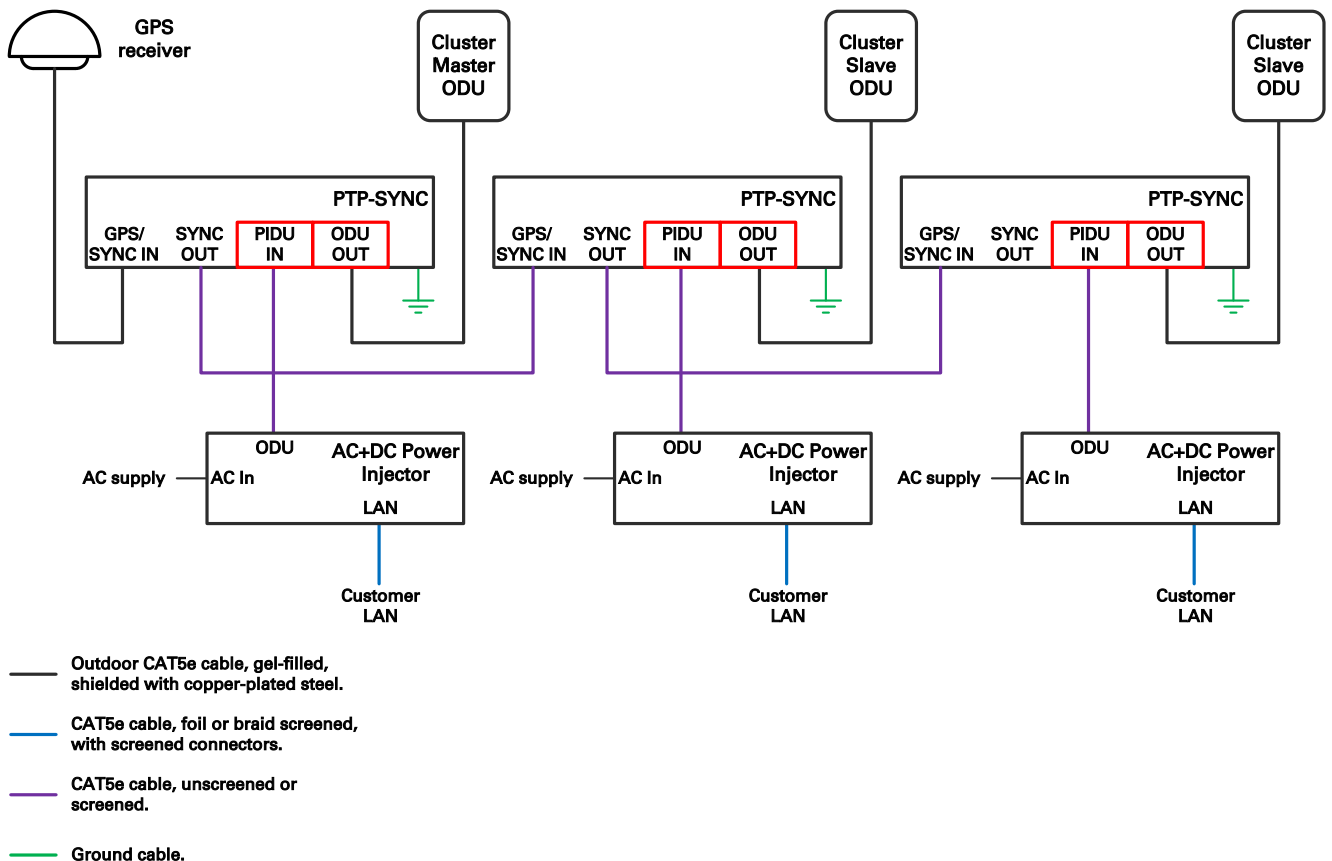 GPS
receiver
Cluster
Master
ODU
Cluster
Slave
ODU
Cluster
Slave
ODU
PTP-SYNC
GPS/
SYNC IN
SYNC
OUT
PIDU
IN
ODU
OUT
PTP-SYNC
GPS/
SYNC IN
SYNC
OUT
PIDU
IN
ODU
OUT
PTP-SYNC
GPS/
SYNC IN
SYNC
OUT
PIDU
IN
ODU
OUT
AC supply
AC In
ODU
AC+DC Power
Injector
LAN
Customer
LAN
AC supply
AC In
ODU
AC+DC Power
Injector
LAN
Customer
LAN
AC supply
AC In
ODU
AC+DC Power
Injector
LAN
Customer
LAN
Outdoor CAT5e cable, gel-filled,
shielded with copper-plated steel.
CAT5e cable, foil or braid screened,
with screened connectors.
CAT5e cable, unscreened or
screened.
Ground cable.